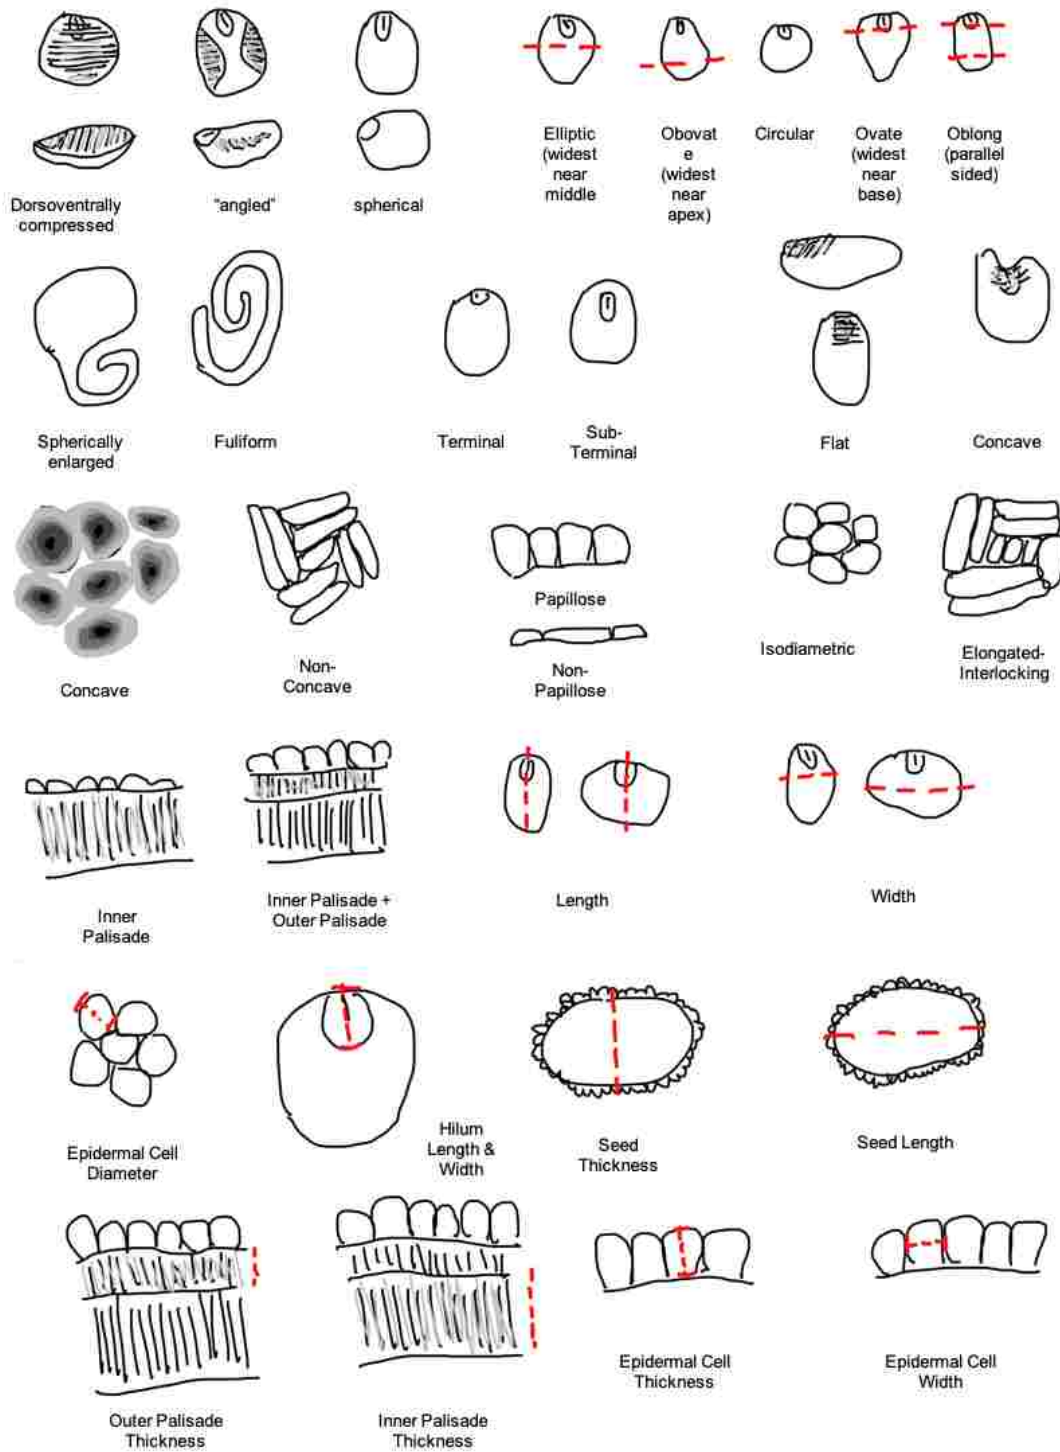 Dorsoventrally
compressed
"angled"
spherical
Elliptic
(widest
near
middle
Obovat
e
(widest
near
apex)
Circular
Ovate
(widest
near
base)
Oblong
(parallel
sided)
Spherically
enlarged
Fuliform
Terminal
Sub-
Terminal
Flat
Concave
Concave
Non-
Concave
Papillose
Non-
Papillose
Isodiametric
Elongated-
Interlocking
Inner
Palisade
Inner Palisade +
Outer Palisade
Length
Width
Epidermal Cell
Diameter
Hilum
Length &
Width
Seed
Thickness
Seed Length
Outer Palisade
Thickness
Inner Palisade
Thickness
Epidermal Cell
Thickness
Epidermal Cell
Width